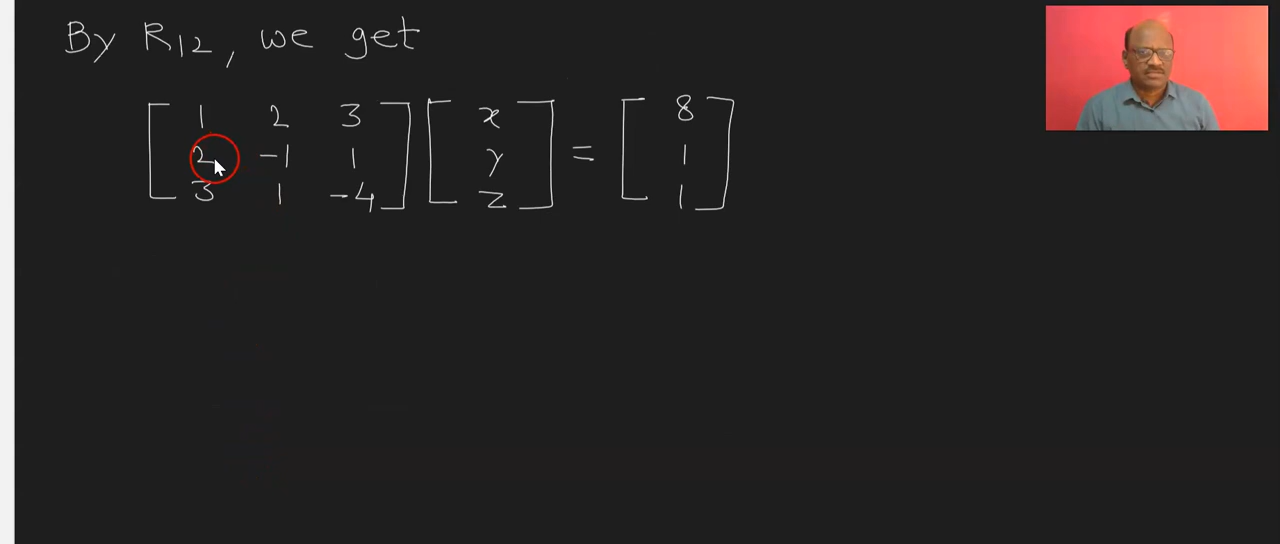 By R12, we get
[ 1 2 3 ] [ x ] [ 8 ]
[ 2 -1 1 ] [ y ] = [ 1 ]
[ 3 1 -4 ] [ z ] [ 1 ]